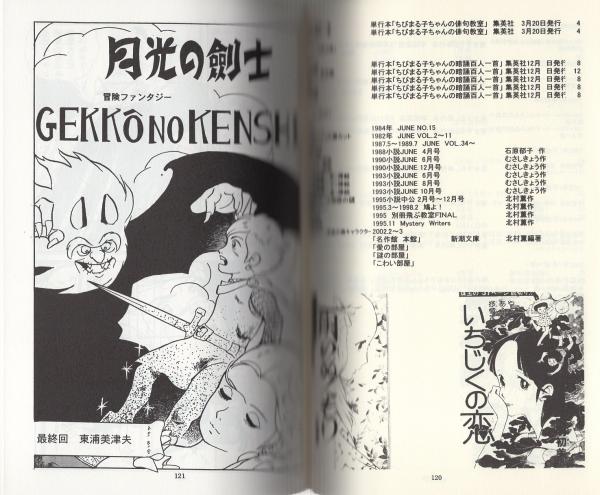 月光の劍士
冒険ファンタジー
GEKKÔ NO KENSHI
最終回 東浦美津夫
121
単行本「ちびまる子ちゃんの俳句教室」 集英社 3月20日発行 4
単行本「ちびまる子ちゃんの俳句教室」 集英社 3月20日発行 4
単行本「ちびまる子ちゃんの暗誦百人一首」 集英社12月 日発行 8
単行本「ちびまる子ちゃんの暗誦百人一首」 集英社12月 日発行 12
単行本「ちびまる子ちゃんの暗誦百人一首」 集英社12月 日発行 8
単行本「ちびまる子ちゃんの暗誦百人一首」 集英社12月 日発行 8
1984年 JUNE NO.15
1982年 JUNE VOL.2～11
1987.5～1989.7 JUNE VOL.34～
1988小説JUNE 4月号 石原郁子 作
1990小説JUNE 6月号 むさしきょう作
1990小説JUNE 12月号 むさしきょう作
1993小説JUNE 6月号 むさしきょう作
1993小説JUNE 8月号 むさしきょう作
1993小説JUNE 10月号 むさしきょう作
1995小説中公 2月号～12月号 北村薫作
1995.3～1998.2 鳩よ! 北村薫作
1995 別冊飛ぶ教室FINAL 北村薫作
1995.11 Mystery Writers 北村薫作
キャラクター 2002.2～3
「名作館 本館」 新潮文庫 北村薫編著
「愛の部屋」
「謎の部屋」
「こわい部屋」
いちじくの恋
120